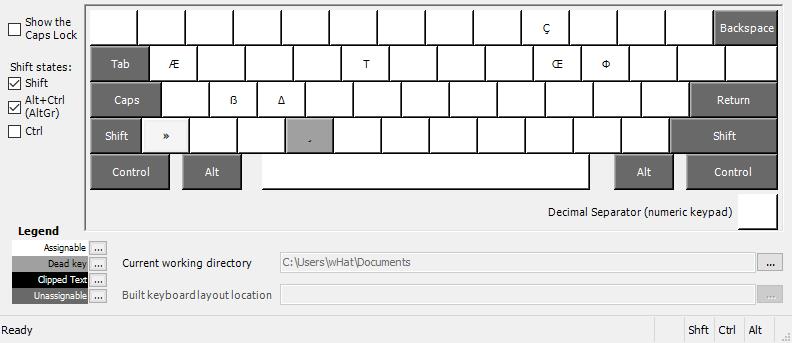 Show the
Caps Lock
Shift states:
Shift
Alt+Ctrl
(AltGr)
Ctrl
Ç Backspace
Tab Æ T Œ Φ
Caps ẞ Δ Return
Shift » Shift
Control Alt Alt Control
Decimal Separator (numeric keypad)
Legend
Assignable ...
Dead key ...
Clipped Text ...
Unassignable ...
Current working directory C:\Users\wHat\Documents ...
Built keyboard layout location ...
Ready Shft Ctrl Alt